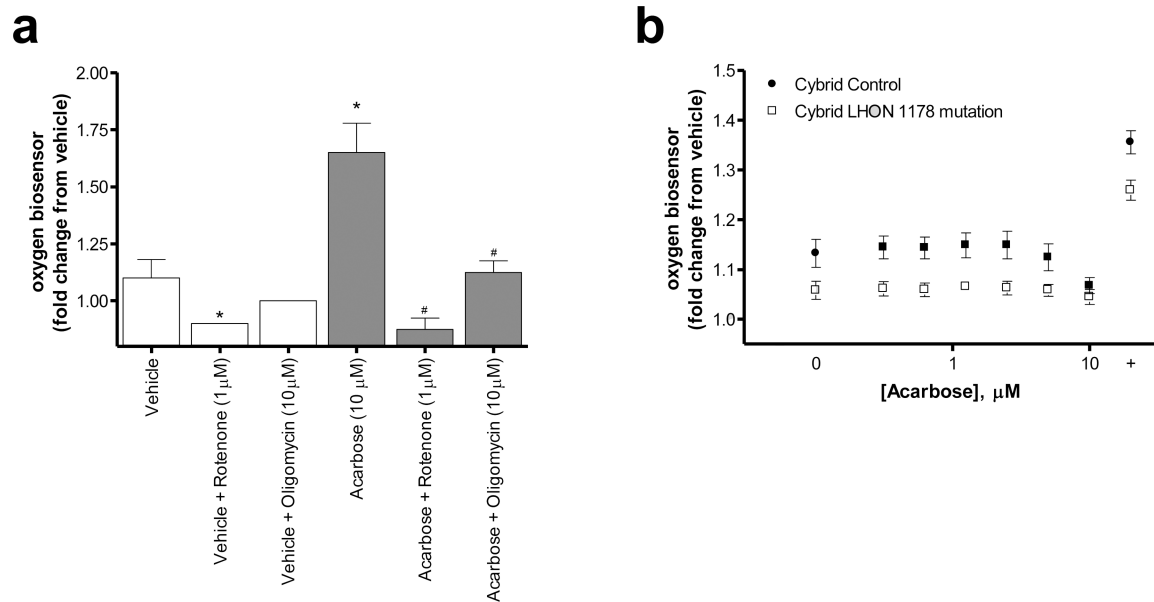 a
oxygen biosensor
(fold change from vehicle)
2.00
1.75
1.50
1.25
1.00
*
*
#
#
Vehicle
Vehicle + Rotenone (1μM)
Vehicle + Oligomycin (10μM)
Acarbose (10 μM)
Acarbose + Rotenone (1μM)
Acarbose + Oligomycin (10μM)
b
oxygen biosensor
(fold change from vehicle)
1.5
1.4
1.3
1.2
1.1
1.0
Cybrid Control
Cybrid LHON 1178 mutation
0
1
10
+
[Acarbose], μM